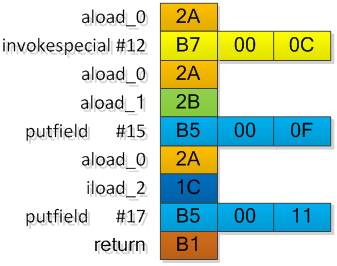 aload_0 2A
invokespecial #12 B7 00 0C
aload_0 2A
aload_1 2B
putfield #15 B5 00 0F
aload_0 2A
iload_2 1C
putfield #17 B5 00 11
return B1